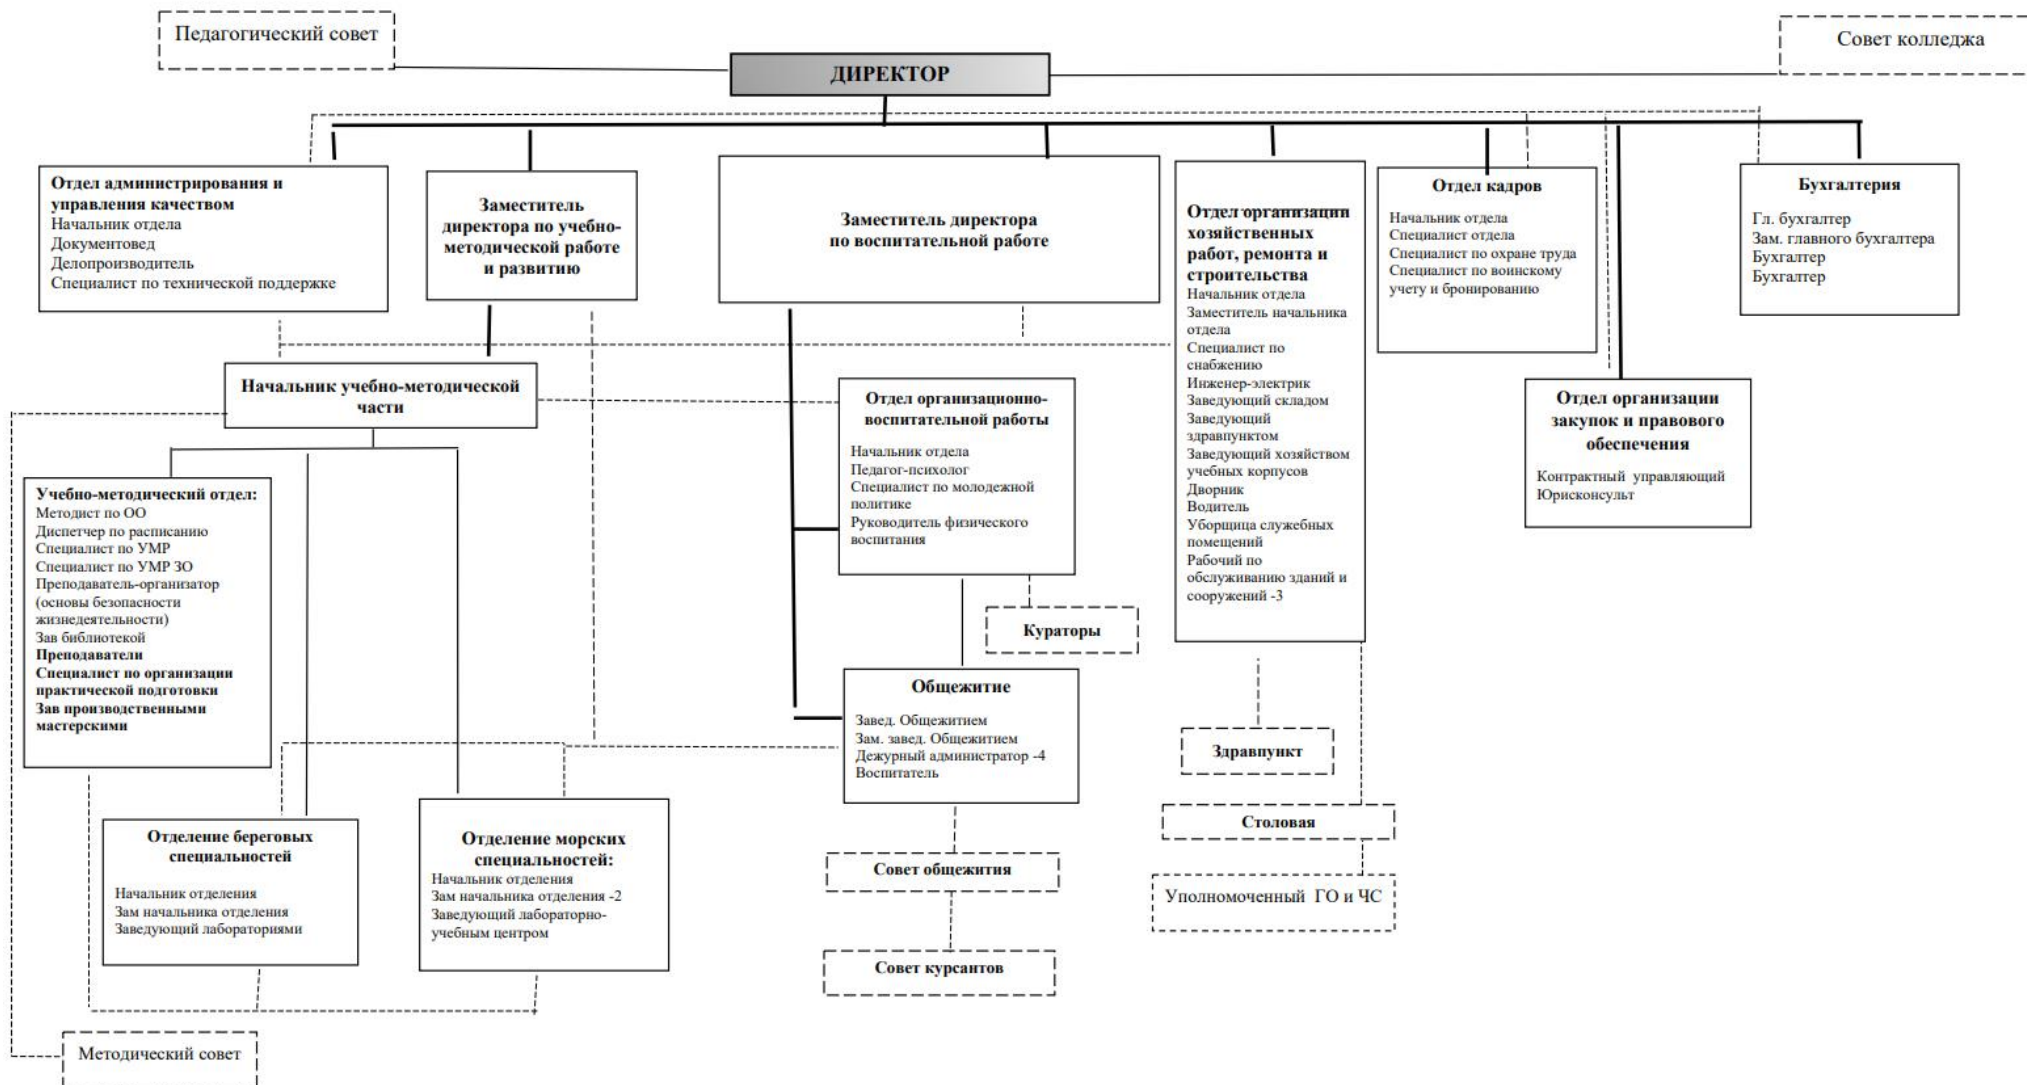 Педагогический совет
Совет колледжа
ДИРЕКТОР
Отдел администрирования и
управления качеством
Начальник отдела
Документовед
Делопроизводитель
Специалист по технической поддержке
Заместитель
директора по учебно-
методической работе
и развитию
Заместитель директора
по воспитательной работе
Отдел организации
хозяйственных
работ, ремонта и
строительства
Начальник отдела
Заместитель начальника
отдела
Специалист по
снабжению
Инженер-электрик
Заведующий складом
Заведующий
здравпунктом
Заведующий хозяйством
учебных корпусов
Дворник
Водитель
Уборщица служебных
помещений
Рабочий по
обслуживанию зданий и
сооружений -3
Отдел кадров
Начальник отдела
Специалист отдела
Специалист по охране труда
Специалист по воинскому
учету и бронированию
Бухгалтерия
Гл. бухгалтер
Зам. главного бухгалтера
Бухгалтер
Бухгалтер
Начальник учебно-методической
части
Отдел организационно-
воспитательной работы
Начальник отдела
Педагог-психолог
Специалист по молодежной
политике
Руководитель физического
воспитания
Отдел организации
закупок и правового
обеспечения
Контрактный управляющий
Юрисконсульт
Учебно-методический отдел:
Методист по ОО
Диспетчер по расписанию
Специалист по УМР
Специалист по УМР ЗО
Преподаватель-организатор
(основы безопасности
жизнедеятельности)
Зав библиотекой
Преподаватели
Специалист по организации
практической подготовки
Зав производственными
мастерскими
Кураторы
Общежитие
Завед. Общежитием
Зам. завед. Общежитием
Дежурный администратор -4
Воспитатель
Здравпункт
Столовая
Уполномоченный ГО и ЧС
Отделение береговых
специальностей
Начальник отделения
Зам начальника отделения
Заведующий лабораториями
Отделение морских
специальностей:
Начальник отделения
Зам начальника отделения -2
Заведующий лабораторно-
учебным центром
Совет общежития
Совет курсантов
Методический совет